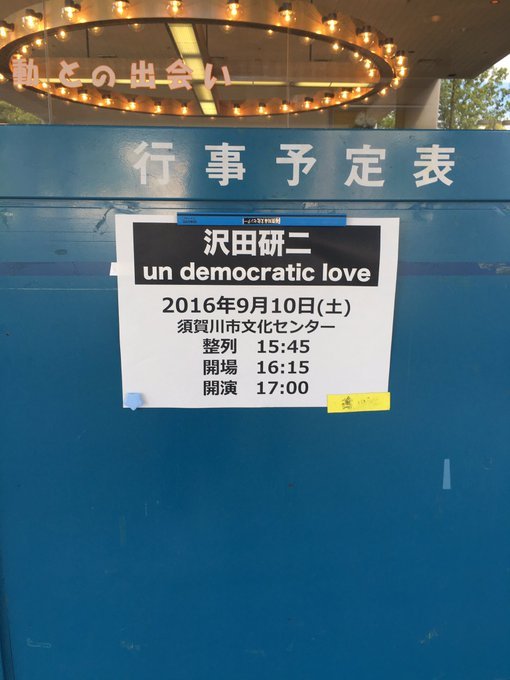 動との出会い
行事予定表
沢田研二
un democratic love
2016年9月10日(土)
須賀川市文化センター
整列 15:45
開場 16:15
開演 17:00